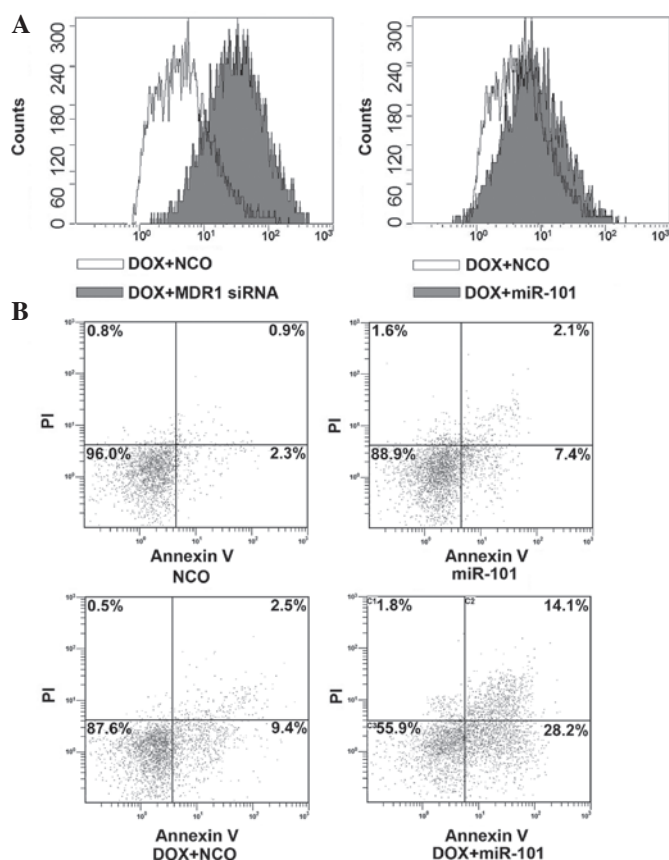 A
Counts
300
240
180
120
60
0
10⁰
10¹
10²
10³
DOX+NCO
DOX+MDR1 siRNA
Counts
300
240
180
120
60
0
10⁰
10¹
10²
10³
DOX+NCO
DOX+miR-101
B
0.8%
0.9%
PI
96.0%
2.3%
Annexin V
NCO
1.6%
2.1%
PI
88.9%
7.4%
Annexin V
miR-101
0.5%
2.5%
PI
87.6%
9.4%
Annexin V
DOX+NCO
C1
1.8%
C2
14.1%
PI
C3
55.9%
28.2%
Annexin V
DOX+miR-101